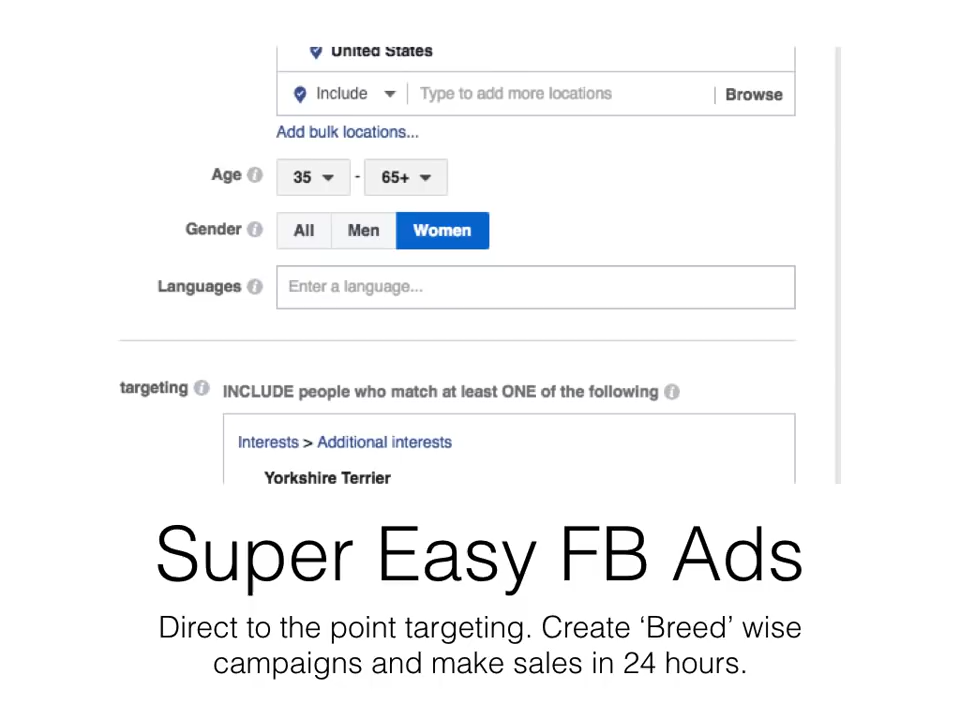 United States
Include Type to add more locations Browse
Add bulk locations...
Age 35 - 65+
Gender All Men Women
Languages Enter a language...
targeting INCLUDE people who match at least ONE of the following
Interests > Additional interests
Yorkshire Terrier
Super Easy FB Ads
Direct to the point targeting. Create ‘Breed’ wise
campaigns and make sales in 24 hours.